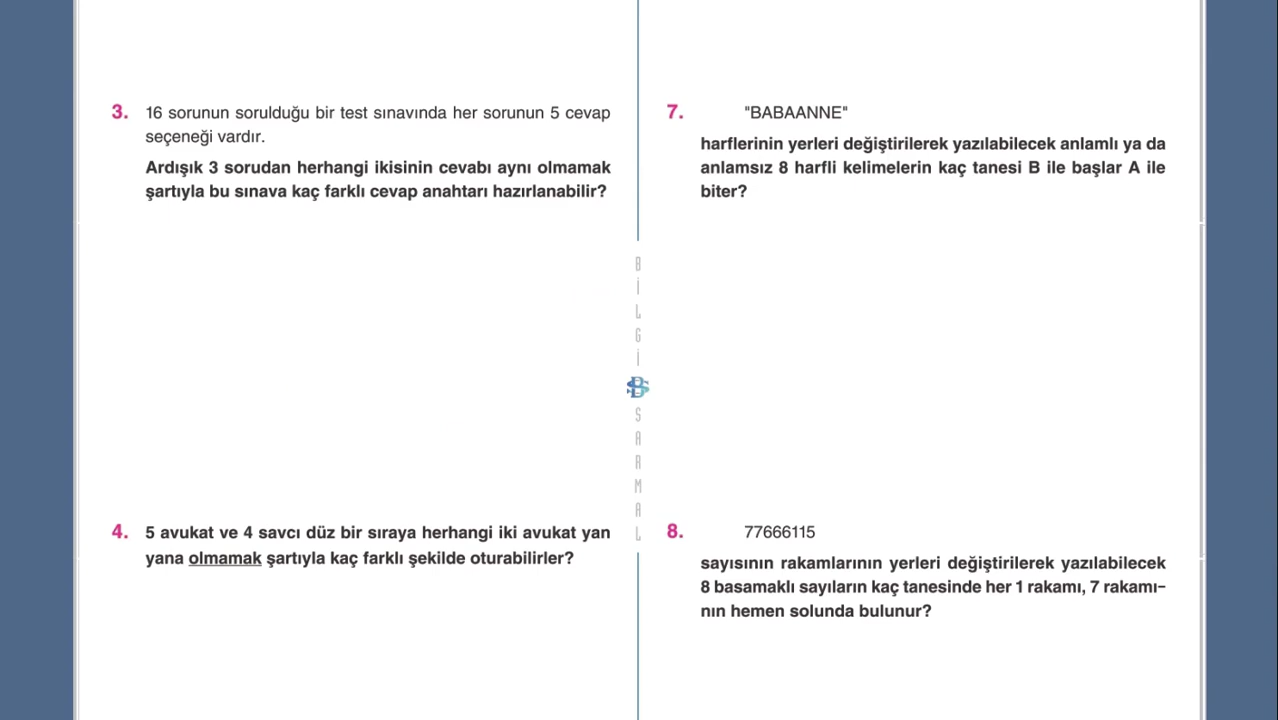 3. 16 sorunun sorulduğu bir test sınavında her sorunun 5 cevap
seçeneği vardır.
Ardışık 3 sorudan herhangi ikisinin cevabı aynı olmamak
şartıyla bu sınava kaç farklı cevap anahtarı hazırlanabilir?
4. 5 avukat ve 4 savcı düz bir sıraya herhangi iki avukat yan
yana olmamak şartıyla kaç farklı şekilde oturabilirler?
BİLGİ SARMAL
7. "BABAANNE"
harflerinin yerleri değiştirilerek yazılabilecek anlamlı ya da
anlamsız 8 harfli kelimelerin kaç tanesi B ile başlar A ile
biter?
8. 77666115
sayısının rakamlarının yerleri değiştirilerek yazılabilecek
8 basamaklı sayıların kaç tanesinde her 1 rakamı, 7 rakamı-
nın hemen solunda bulunur?